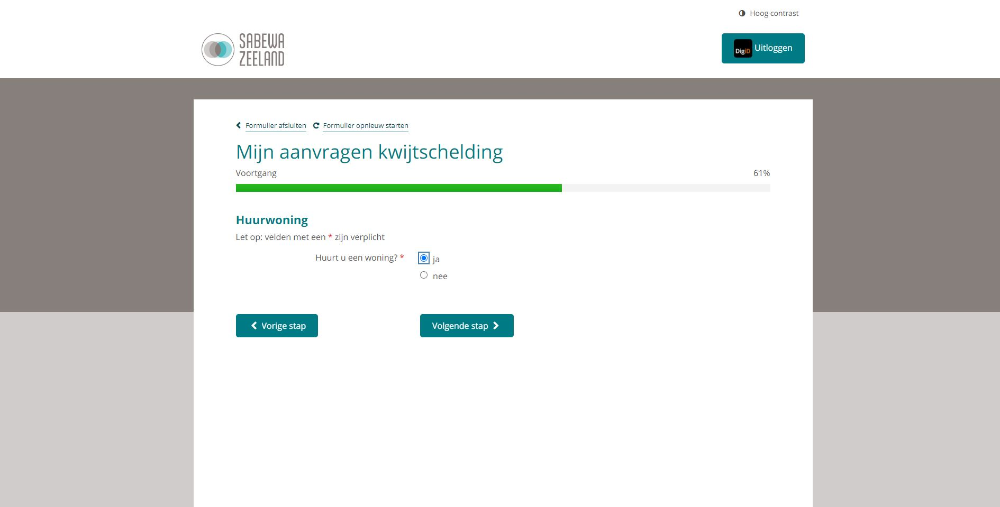 Hoog contrast
SABEWA
ZEELAND
DigiD Uitloggen
Formulier afsluiten Formulier opnieuw starten
Mijn aanvragen kwijtschelding
Voortgang 61%
Huurwoning
Let op: velden met een * zijn verplicht
Huurt u een woning? * ja
nee
Vorige stap Volgende stap